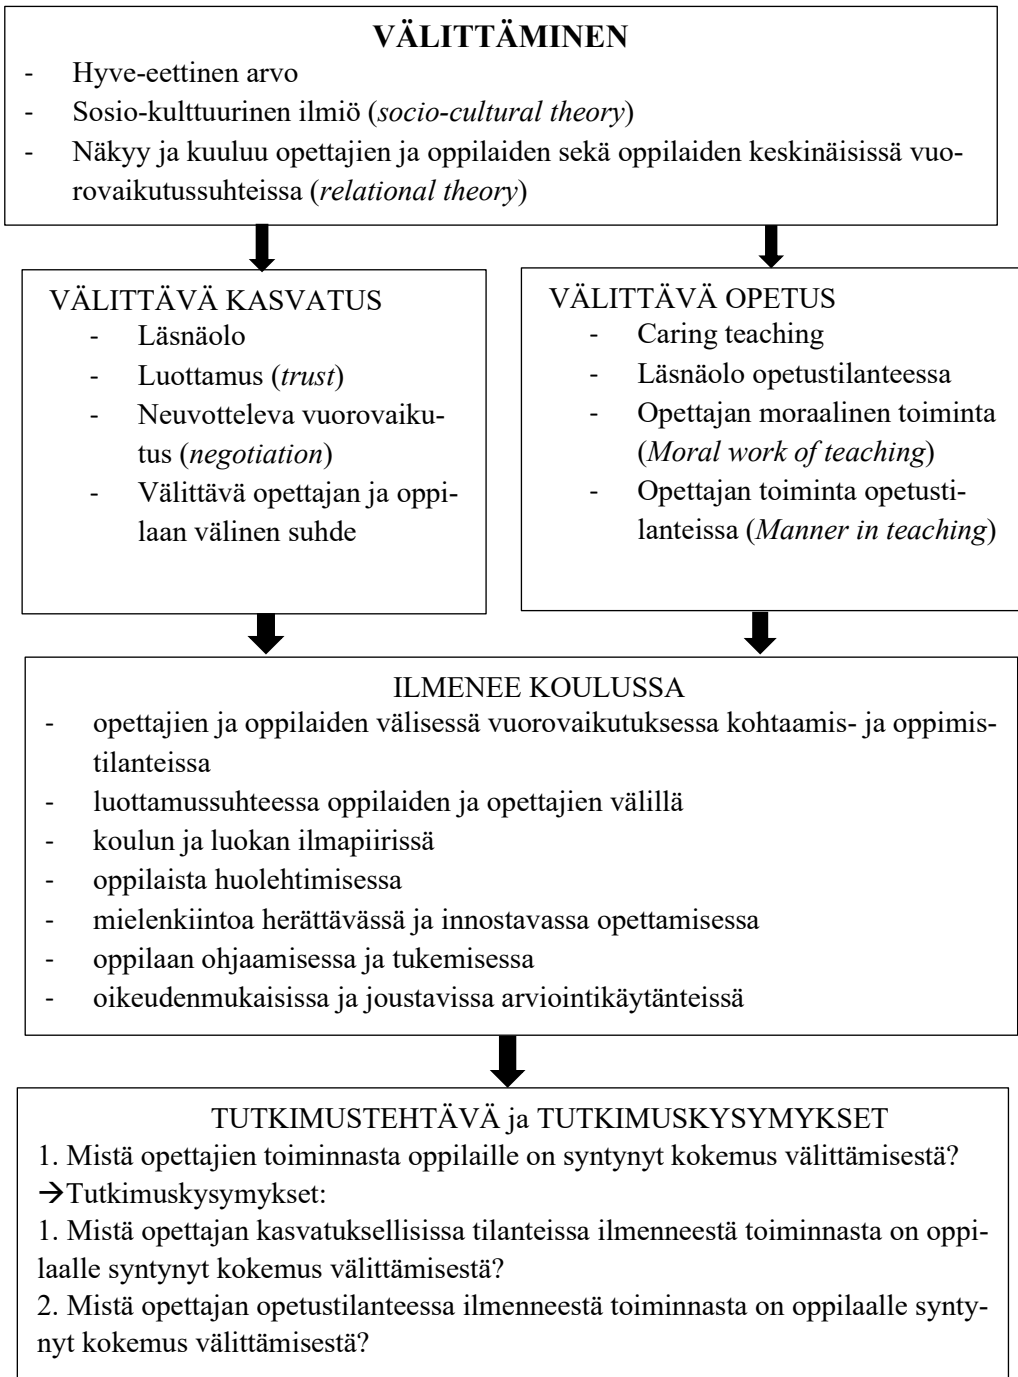 VÄLITTÄMINEN
- Hyve-eettinen arvo
- Sosio-kulttuurinen ilmiö (socio-cultural theory)
- Näkyy ja kuuluu opettajien ja oppilaiden sekä oppilaiden keskinäisissä vuo-
rovaikutussuhteissa (relational theory)
VÄLITTÄVÄ KASVATUS
- Läsnäolo
- Luottamus (trust)
- Neuvotteleva vuorovaiku-
tus (negotiation)
- Välittävä opettajan ja oppi-
laan välinen suhde
VÄLITTÄVÄ OPETUS
- Caring teaching
- Läsnäolo opetustilanteessa
- Opettajan moraalinen toiminta
(Moral work of teaching)
- Opettajan toiminta opetusti-
lanteissa (Manner in teaching)
ILMENEE KOULUSSA
- opettajien ja oppilaiden välisessä vuorovaikutuksessa kohtaamis- ja oppimis-
tilanteissa
- luottamussuhteessa oppilaiden ja opettajien välillä
- koulun ja luokan ilmapiirissä
- oppilaista huolehtimisessa
- mielenkiintoa herättävässä ja innostavassa opettamisessa
- oppilaan ohjaamisessa ja tukemisessa
- oikeudenmukaisissa ja joustavissa arviointikäytänteissä
TUTKIMUSTEHTÄVÄ ja TUTKIMUSKYSYMYKSET
1. Mistä opettajien toiminnasta oppilaille on syntynyt kokemus välittämisestä?
→Tutkimuskysymykset:
1. Mistä opettajan kasvatuksellisissa tilanteissa ilmenneestä toiminnasta on oppi-
laalle syntynyt kokemus välittämisestä?
2. Mistä opettajan opetustilanteessa ilmenneestä toiminnasta on oppilaalle synty-
nyt kokemus välittämisestä?